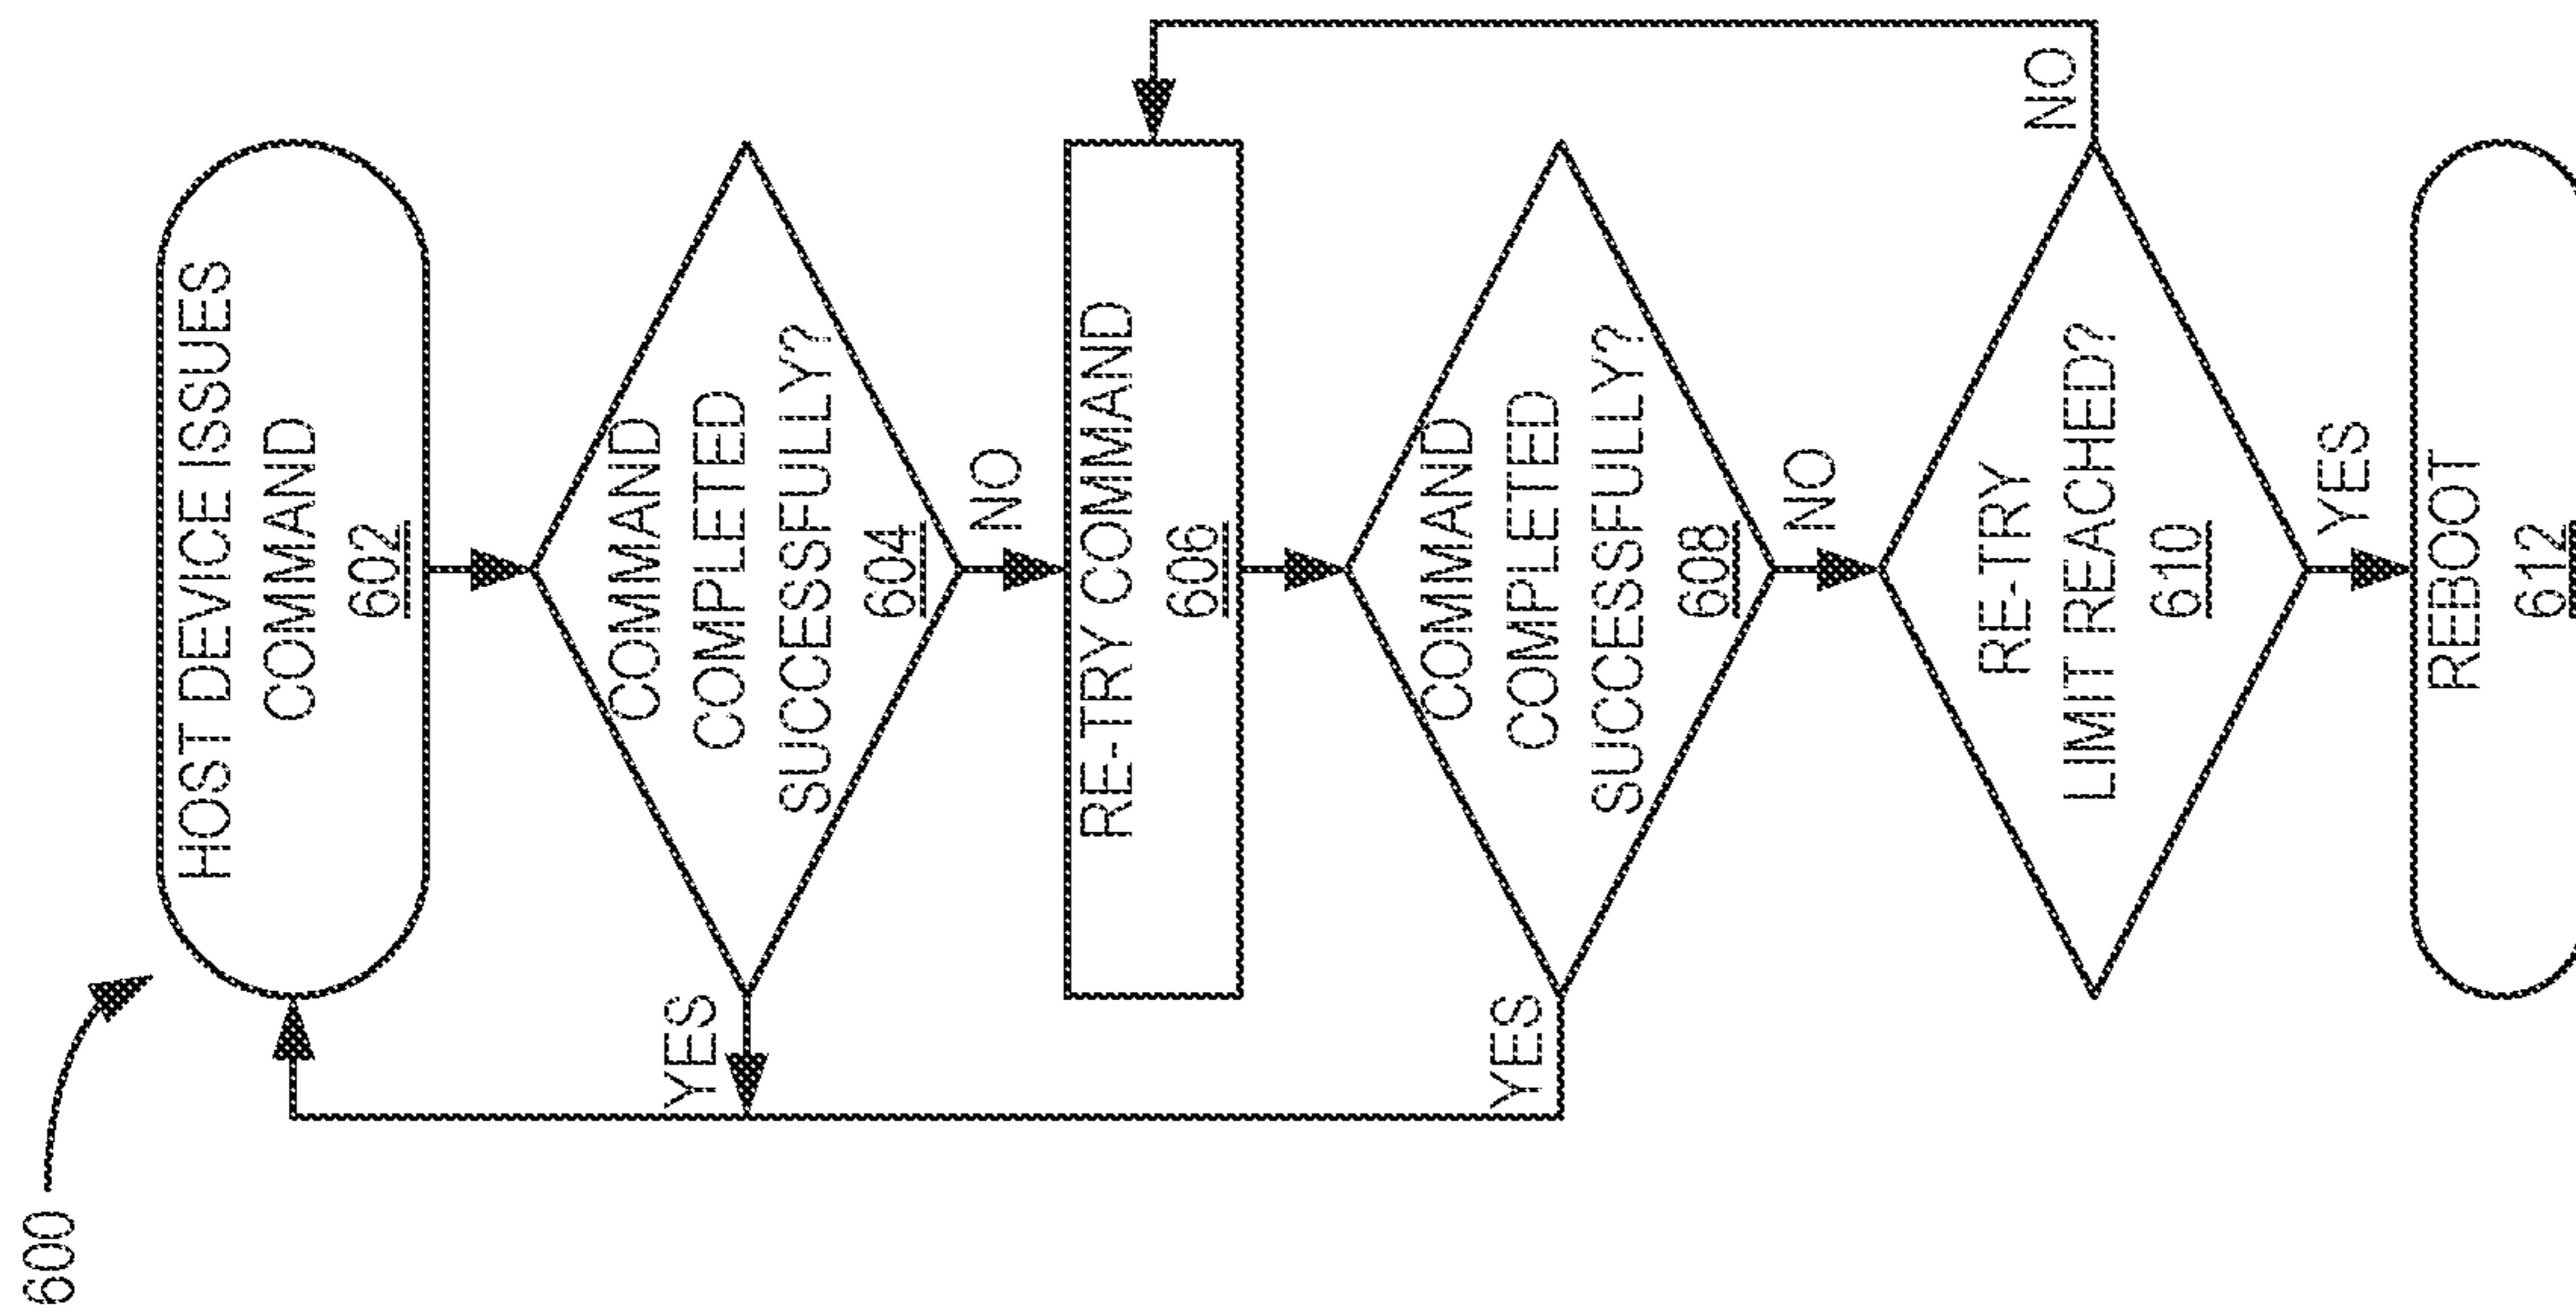 600
HOST DEVICE ISSUES
COMMAND
602
COMMAND
COMPLETED
SUCCESSFULLY?
604
YES
NO
RE-TRY COMMAND
606
COMMAND
COMPLETED
SUCCESSFULLY?
608
YES
NO
RE-TRY
LIMIT REACHED?
610
NO
YES
REBOOT
612